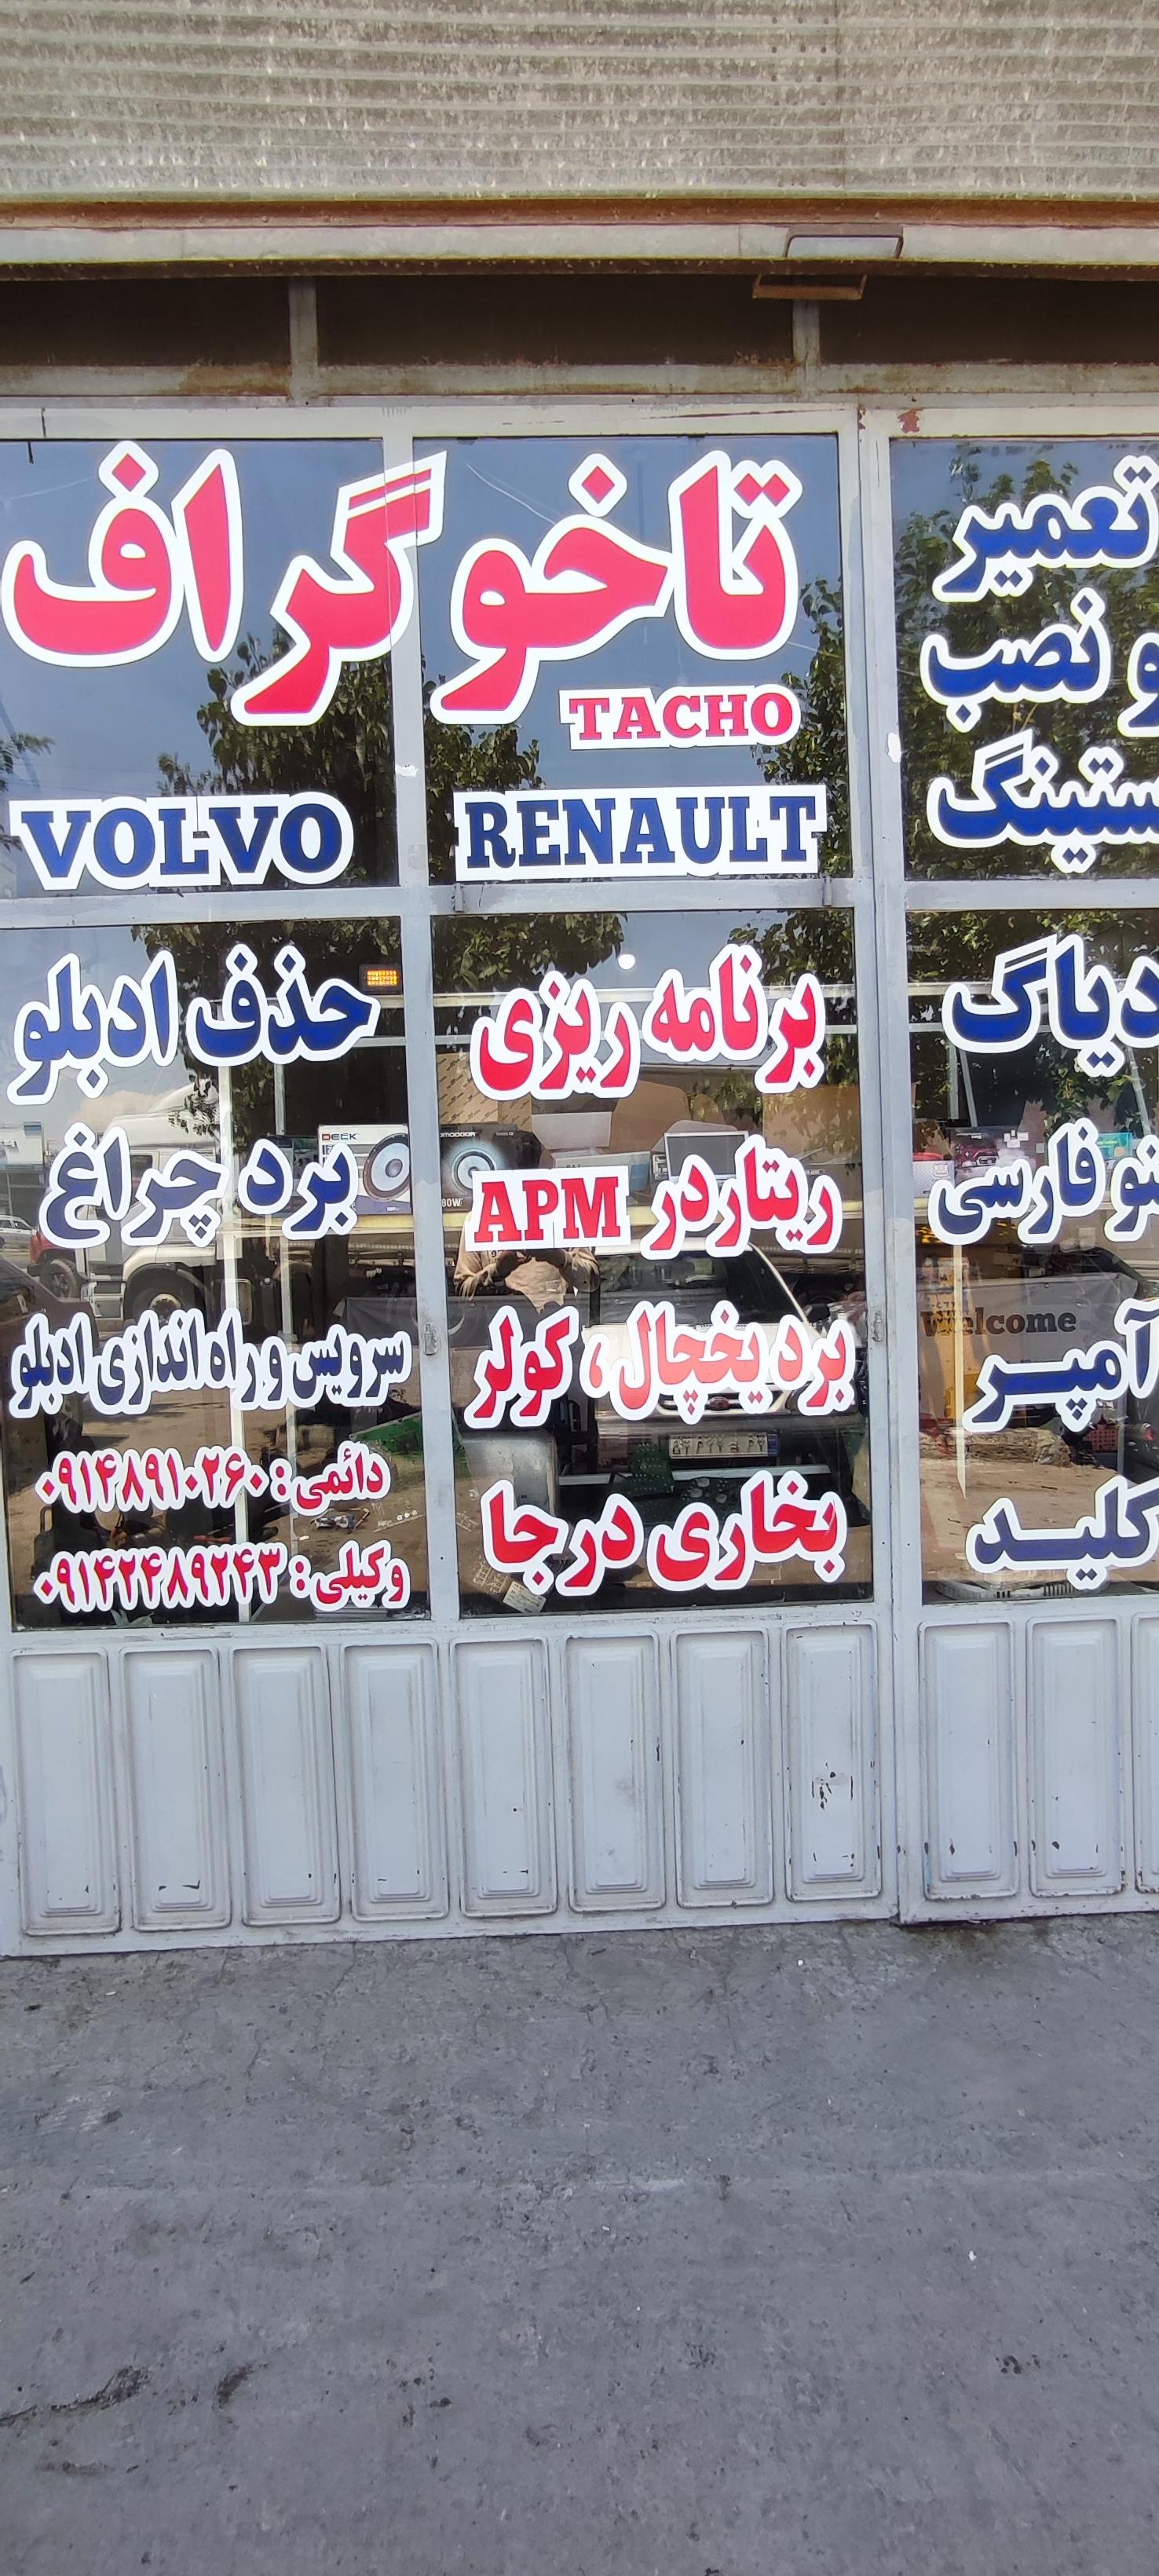 تاخوگراف
TACHO
RENAULT
VOLVO
تعمیر
و نصب
ستینگ
دیاگ
نو فارسی
آمپر
کلید
برنامه ریزی
ریتاردر APM
برد یخچال، کولر
بخاری درجا
حذف ادبلو
برد چراغ
سرویس و راه اندازی ادبلو
دائمی: ۰۹۱۴۸۹۱۰۲۶۰
وکیلی: ۰۹۱۴۲۴۸۹۲۴۳
Welcome
DECK